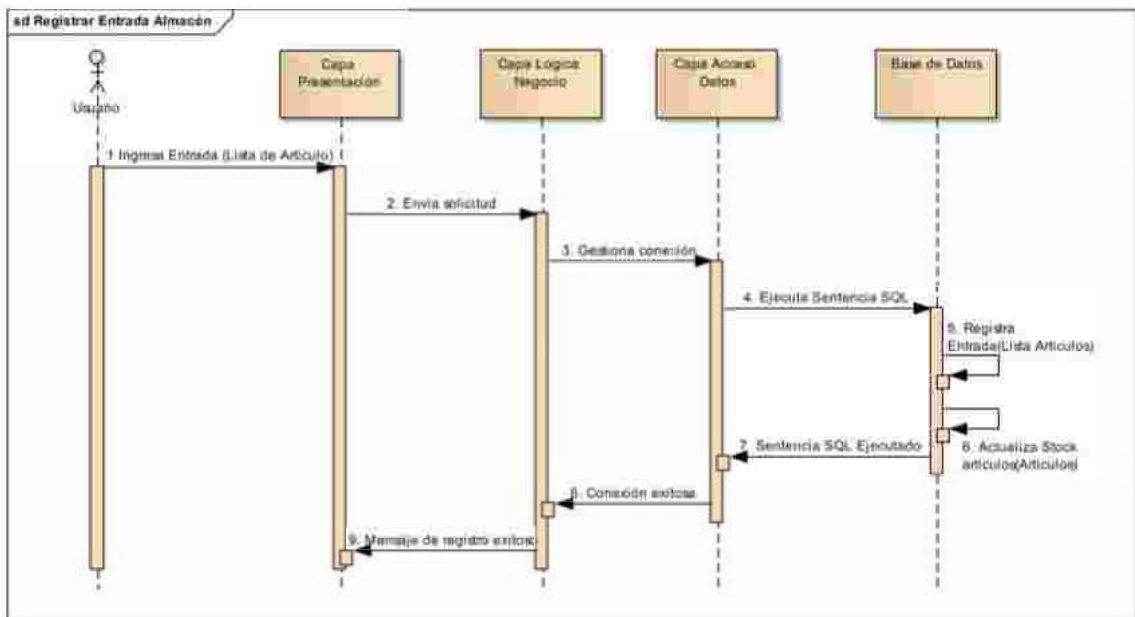 sd Registrar Entrada Almacén
Usuario
Capa
Presentación
Capa Logica
Negocio
Capa Acceso
Datos
Base de Datos
1 Ingresa Entrada (Lista de Articulo)
2. Envia solicitud
3. Gestiona conexión
4. Ejecuta Sentencia SQL
5. Registra
Entrada(Lista Articulos)
6. Actualiza Stock
articulos(Articulos)
7. Sentencia SQL Ejecutado
8. Conexión exitosa
9. Mensaje de registro exitoso